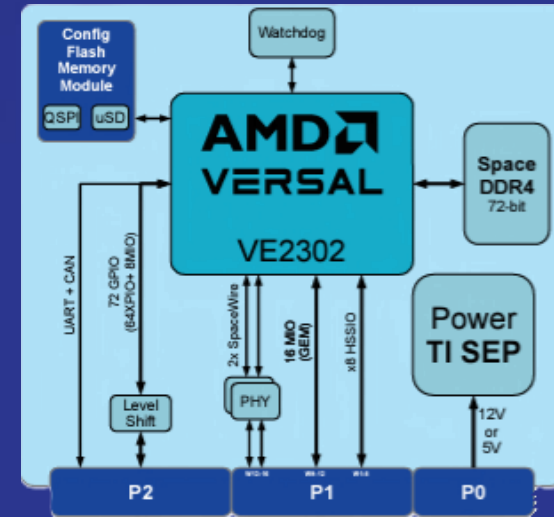 Config
Flash
Memory
Module
QSPI
uSD
Watchdog
AMD
VERSAL
VE2302
Space
DDR4
72-bit
UART + CAN
72 GPIO
(64XPIO+ 8MIO)
2x SpaceWire
16 MIO
(GEM)
x8 HSSIO
Power
TI SEP
Level
Shift
PHY
12V
or
5V
P2
P1
P0